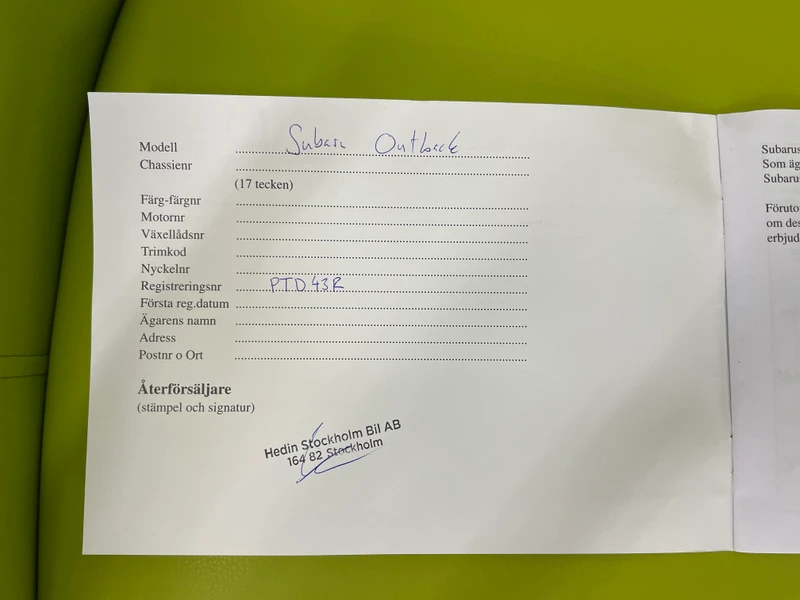 Modell Subaru Outback
Chassienr
(17 tecken)
Färg-färgnr
Motornr
Växellådsnr
Trimkod
Nyckelnr
Registreringsnr PTD43R
Första reg.datum
Ägarens namn
Adress
Postnr o Ort
Återförsäljare
(stämpel och signatur)
Hedin Stockholm Bil AB
164 82 Stockholm
Subarus
Som äg
Subaru
Föruto
om des
erbjud